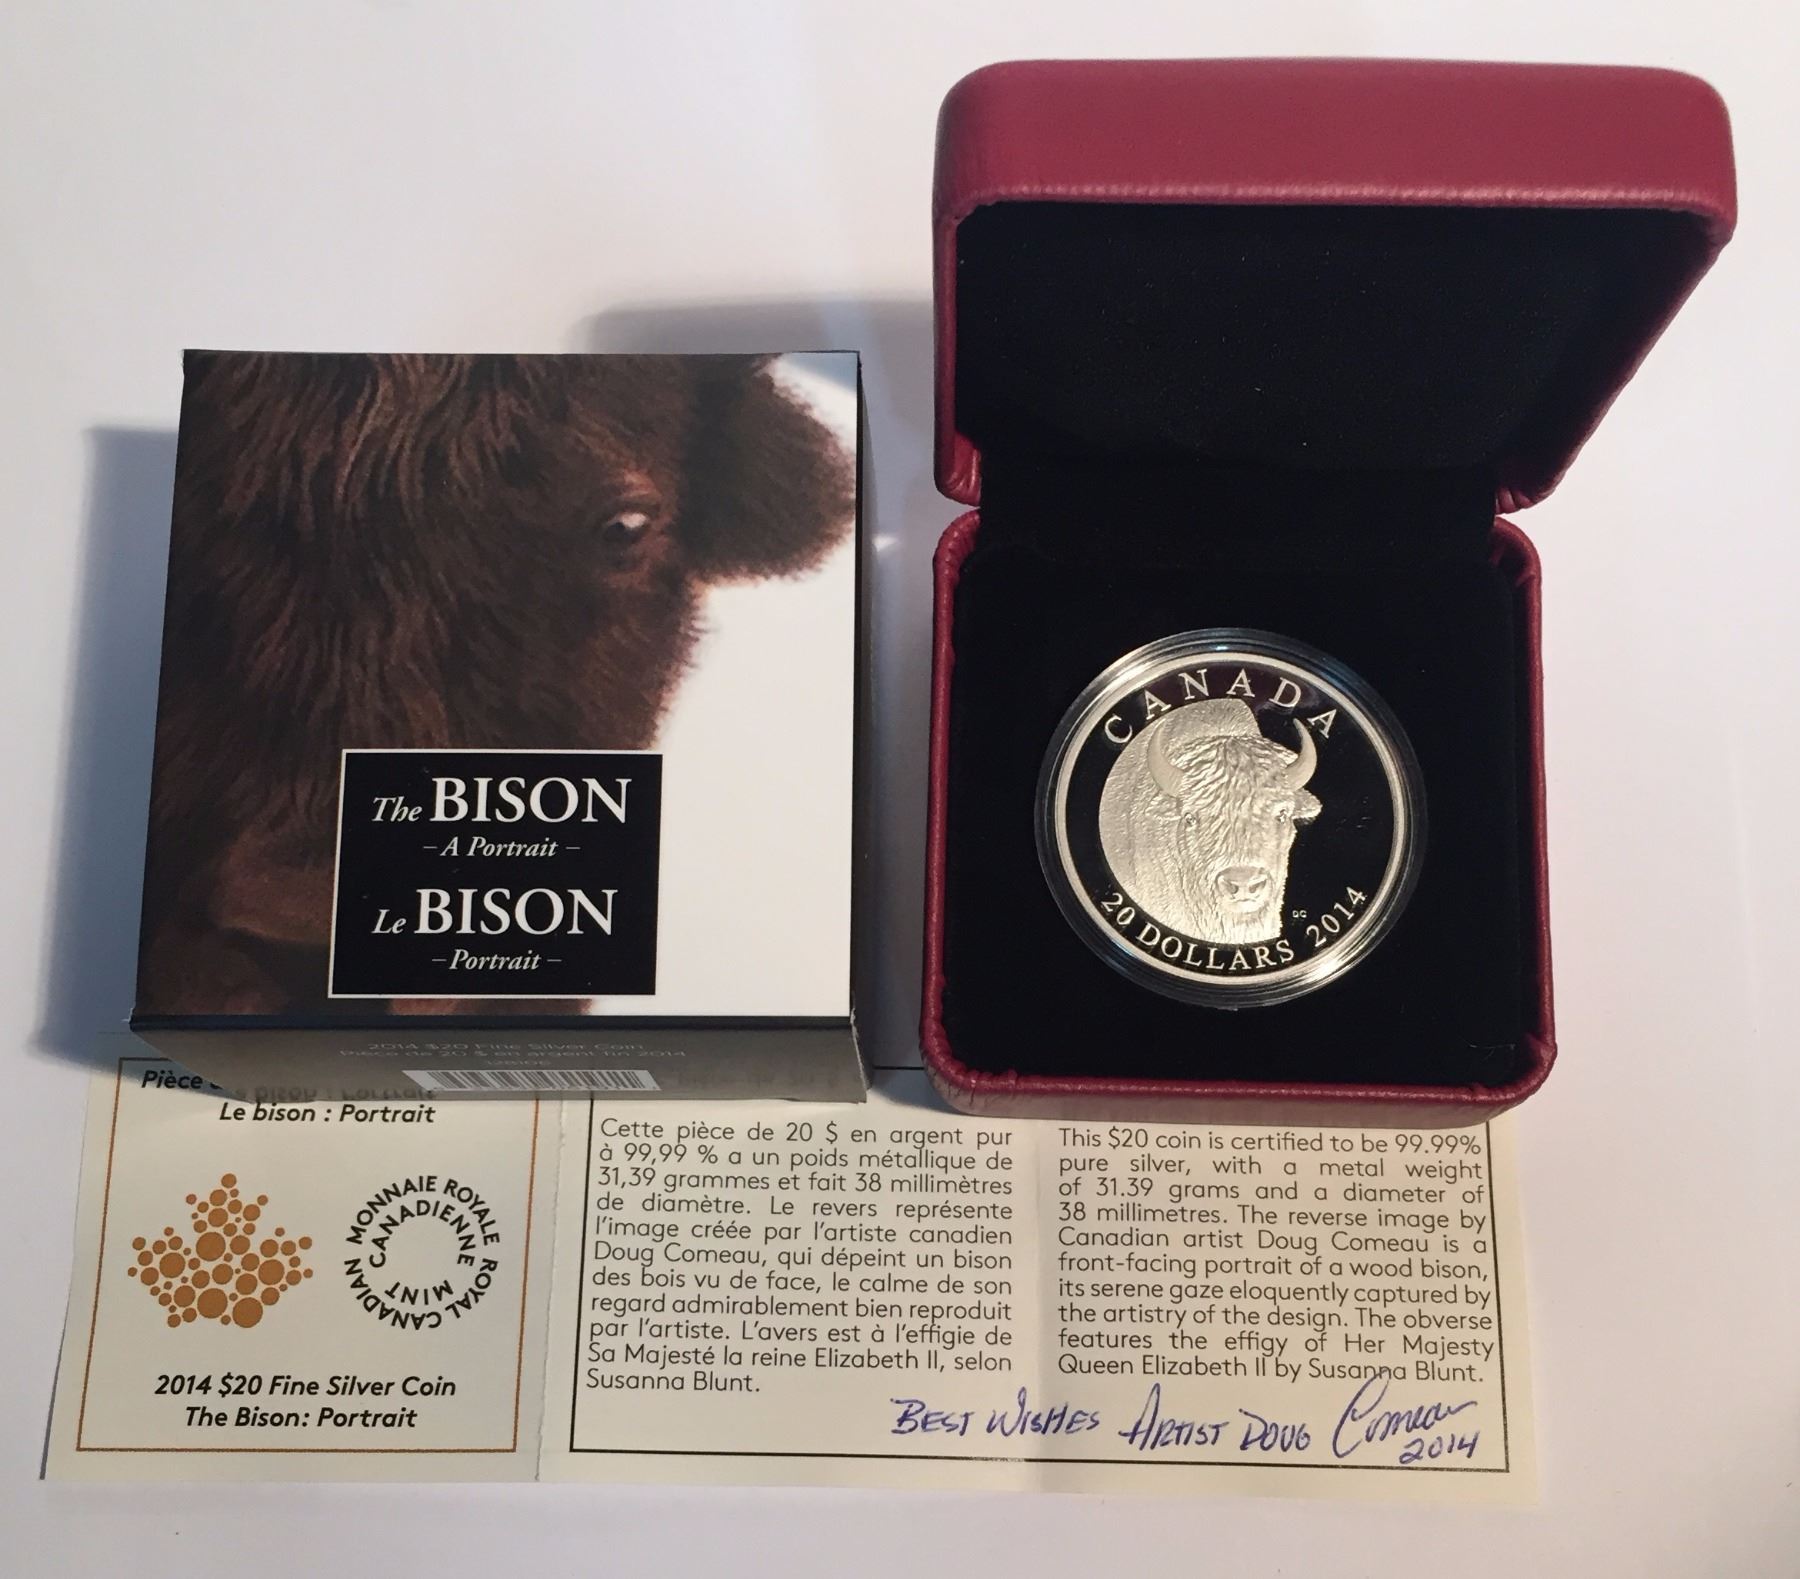 The BISON
– A Portrait –
Le BISON
– Portrait –
2014 $20 Fine Silver Coin
Pièce de 20 $ en argent fin 2014
CANADA
20 DOLLARS 2014
DC
Pièce
Le bison : Portrait
MONNAIE ROYALE CANADIENNE
ROYAL CANADIAN MINT
2014 $20 Fine Silver Coin
The Bison: Portrait
Cette pièce de 20 $ en argent pur
à 99,99 % a un poids métallique de
31,39 grammes et fait 38 millimètres
de diamètre. Le revers représente
l'image créée par l'artiste canadien
Doug Comeau, qui dépeint un bison
des bois vu de face, le calme de son
regard admirablement bien reproduit
par l'artiste. L'avers est à l'effigie de
Sa Majesté la reine Elizabeth II, selon
Susanna Blunt.
This $20 coin is certified to be 99.99%
pure silver, with a metal weight
of 31.39 grams and a diameter of
38 millimetres. The reverse image by
Canadian artist Doug Comeau is a
front-facing portrait of a wood bison,
its serene gaze eloquently captured by
the artistry of the design. The obverse
features the effigy of Her Majesty
Queen Elizabeth II by Susanna Blunt.
BEST WISHES ARTIST DOUG Comeau
2014